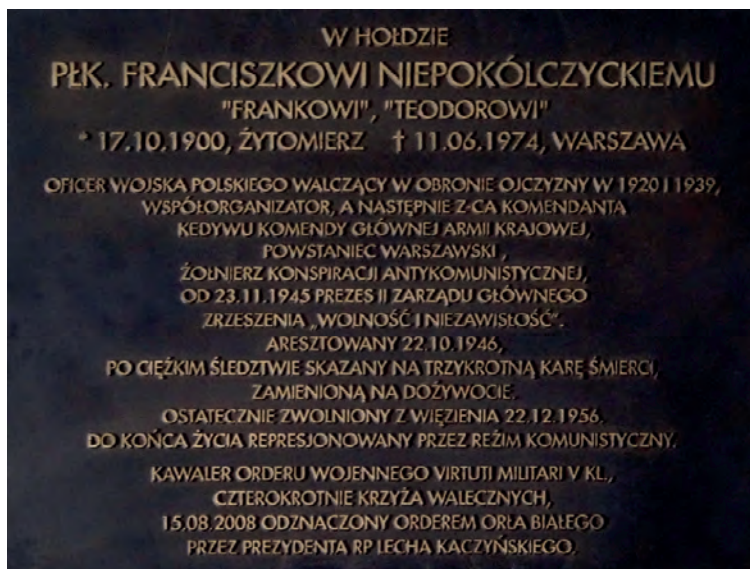 W HOŁDZIE
PŁK. FRANCISZKOWI NIEPOKÓLCZYCKIEMU
"FRANKOWI", "TEODOROWI"
* 17.10.1900, ŻYTOMIERZ † 11.06.1974, WARSZAWA
OFICER WOJSKA POLSKIEGO WALCZĄCY W OBRONIE OJCZYZNY W 1920 I 1939,
WSPÓŁORGANIZATOR, A NASTĘPNIE Z-CA KOMENDANTA
KEDYWU KOMENDY GŁÓWNEJ ARMII KRAJOWEJ,
POWSTANIEC WARSZAWSKI ,
ŻOŁNIERZ KONSPIRACJI ANTYKOMUNISTYCZNEJ,
OD 23.11.1945 PREZES II ZARZĄDU GŁÓWNEGO
ZRZESZENIA „WOLNOŚĆ I NIEZAWISŁOŚĆ”.
ARESZTOWANY 22.10.1946,
PO CIĘŻKIM ŚLEDZTWIE SKAZANY NA TRZYKROTNĄ KARĘ ŚMIERCI,
ZAMIENIONĄ NA DOŻYWOCIE.
OSTATECZNIE ZWOLNIONY Z WIĘZIENIA 22.12.1956.
DO KOŃCA ŻYCIA REPRESJONOWANY PRZEZ REŻIM KOMUNISTYCZNY.
KAWALER ORDERU WOJENNEGO VIRTUTI MILITARI V KL.,
CZTEROKROTNIE KRZYŻA WALECZNYCH,
15.08.2008 ODZNACZONY ORDEREM ORŁA BIAŁEGO
PRZEZ PREZYDENTA RP LECHA KACZYŃSKIEGO.